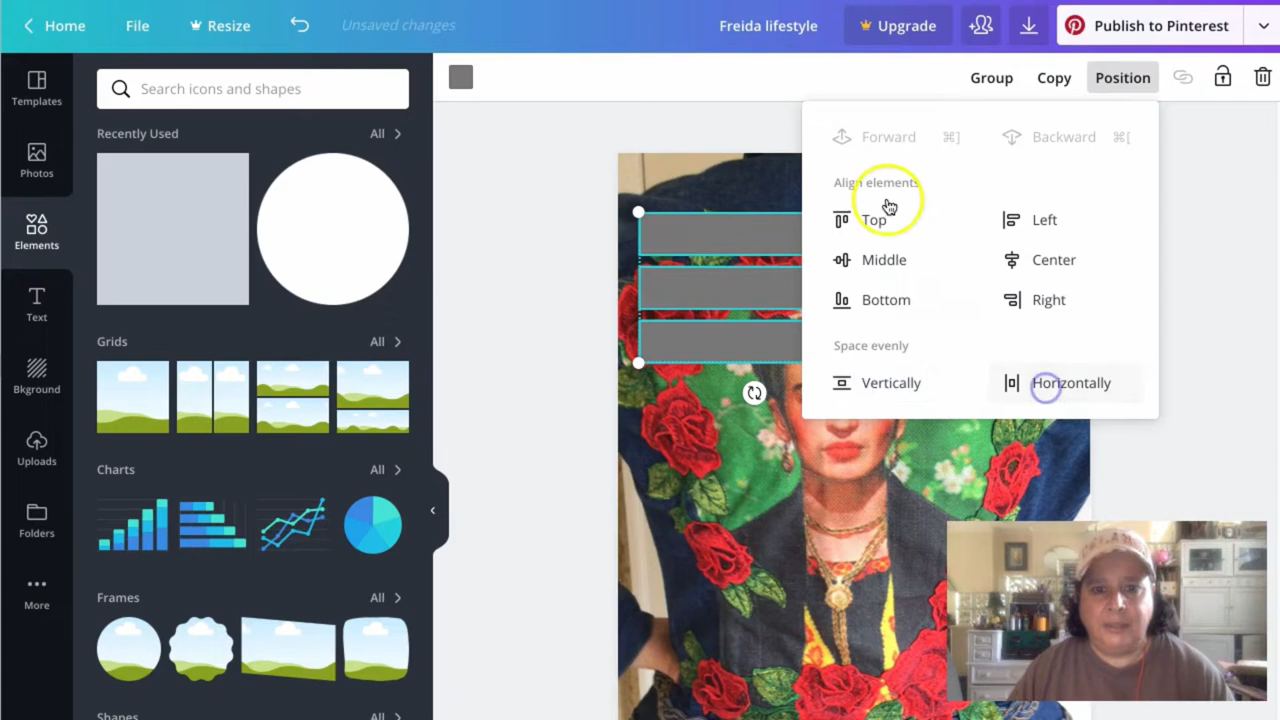 Home File Resize Unsaved changes Freida lifestyle Upgrade Publish to Pinterest
Templates
Photos
Elements
Text
Bkground
Uploads
Folders
More
Search icons and shapes
Recently Used All
Grids All
Charts All
Frames All
Shapes All
Group Copy Position
Forward ⌘] Backward ⌘[
Align elements
Top Left
Middle Center
Bottom Right
Space evenly
Vertically Horizontally